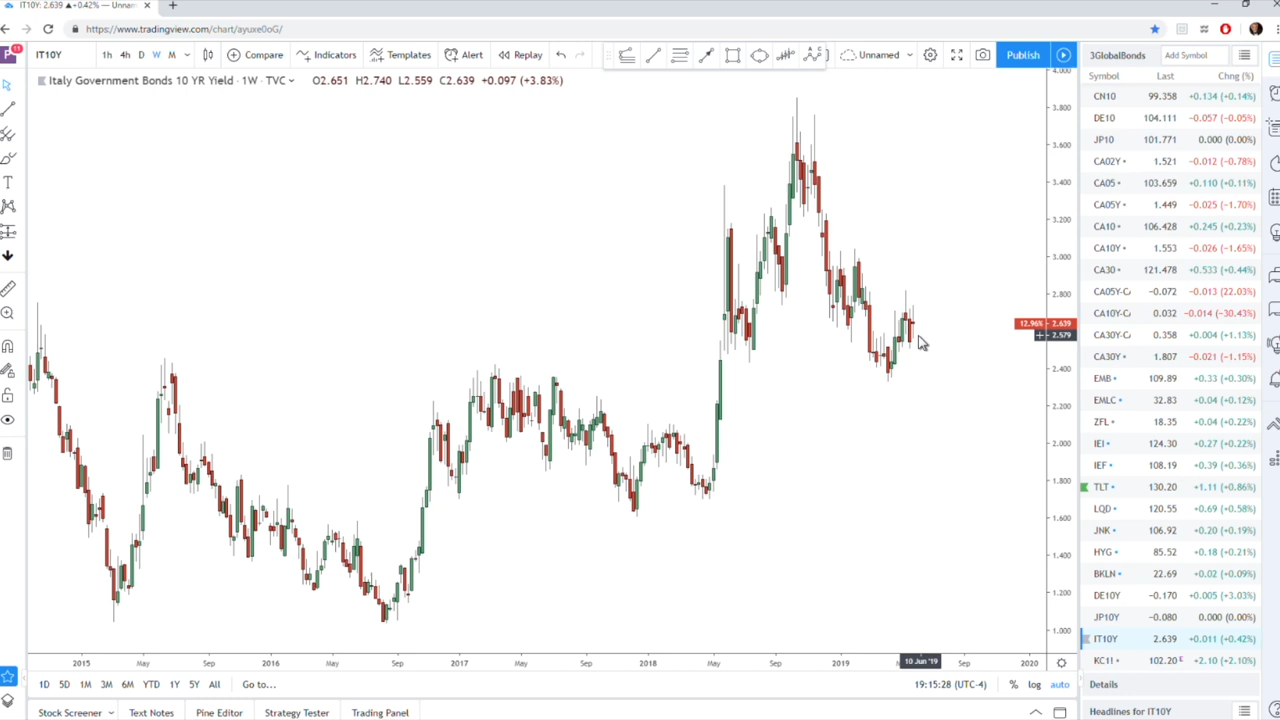 IT10Y: 2.639 ▲+0.42% — Unnam
https://www.tradingview.com/chart/ayuxe0oG/
P 11
IT10Y 1h 4h D W M Compare Indicators Templates Alert Replay Unnamed Publish
Italy Government Bonds 10 YR Yield · 1W · TVC O2.651 H2.740 L2.559 C2.639 +0.097 (+3.83%)
4.000
3.800
3.600
3.400
3.200
3.000
2.800
12.96% 2.639
2.579
2.400
2.200
2.000
1.800
1.600
1.400
1.200
1.000
2015 May Sep 2016 May Sep 2017 May Sep 2018 May Sep 2019 10 Jun '19 Sep 2020
1D 5D 1M 3M 6M YTD 1Y 5Y All Go to... 19:15:28 (UTC-4) % log auto
Stock Screener Text Notes Pine Editor Strategy Tester Trading Panel
3GlobalBonds Add Symbol
Symbol Last Chng (%)
CN10 99.358 +0.134 (+0.14%)
DE10 104.111 −0.057 (−0.05%)
JP10 101.771 0.000 (0.00%)
CA02Y 1.521 −0.012 (−0.78%)
CA05 103.659 +0.110 (+0.11%)
CA05Y 1.449 −0.025 (−1.70%)
CA10 106.428 +0.245 (+0.23%)
CA10Y 1.553 −0.026 (−1.65%)
CA30 121.478 +0.533 (+0.44%)
CA05Y-C −0.072 −0.013 (22.03%)
CA10Y-C 0.032 −0.014 (−30.43%)
CA30Y-C 0.358 +0.004 (+1.13%)
CA30Y 1.807 −0.021 (−1.15%)
EMB 109.89 +0.33 (+0.30%)
EMLC 32.83 +0.04 (+0.12%)
ZFL 18.35 +0.04 (+0.22%)
IEI 124.30 +0.27 (+0.22%)
IEF 108.19 +0.39 (+0.36%)
TLT 130.20 +1.11 (+0.86%)
LQD 120.55 +0.69 (+0.58%)
JNK 106.92 +0.20 (+0.19%)
HYG 85.52 +0.18 (+0.21%)
BKLN 22.69 +0.02 (+0.09%)
DE10Y −0.170 +0.005 (+3.03%)
JP10Y −0.080 0.000 (0.00%)
IT10Y 2.639 +0.011 (+0.42%)
KC1! 102.20 E +2.10 (+2.10%)
Details
Headlines for IT10Y